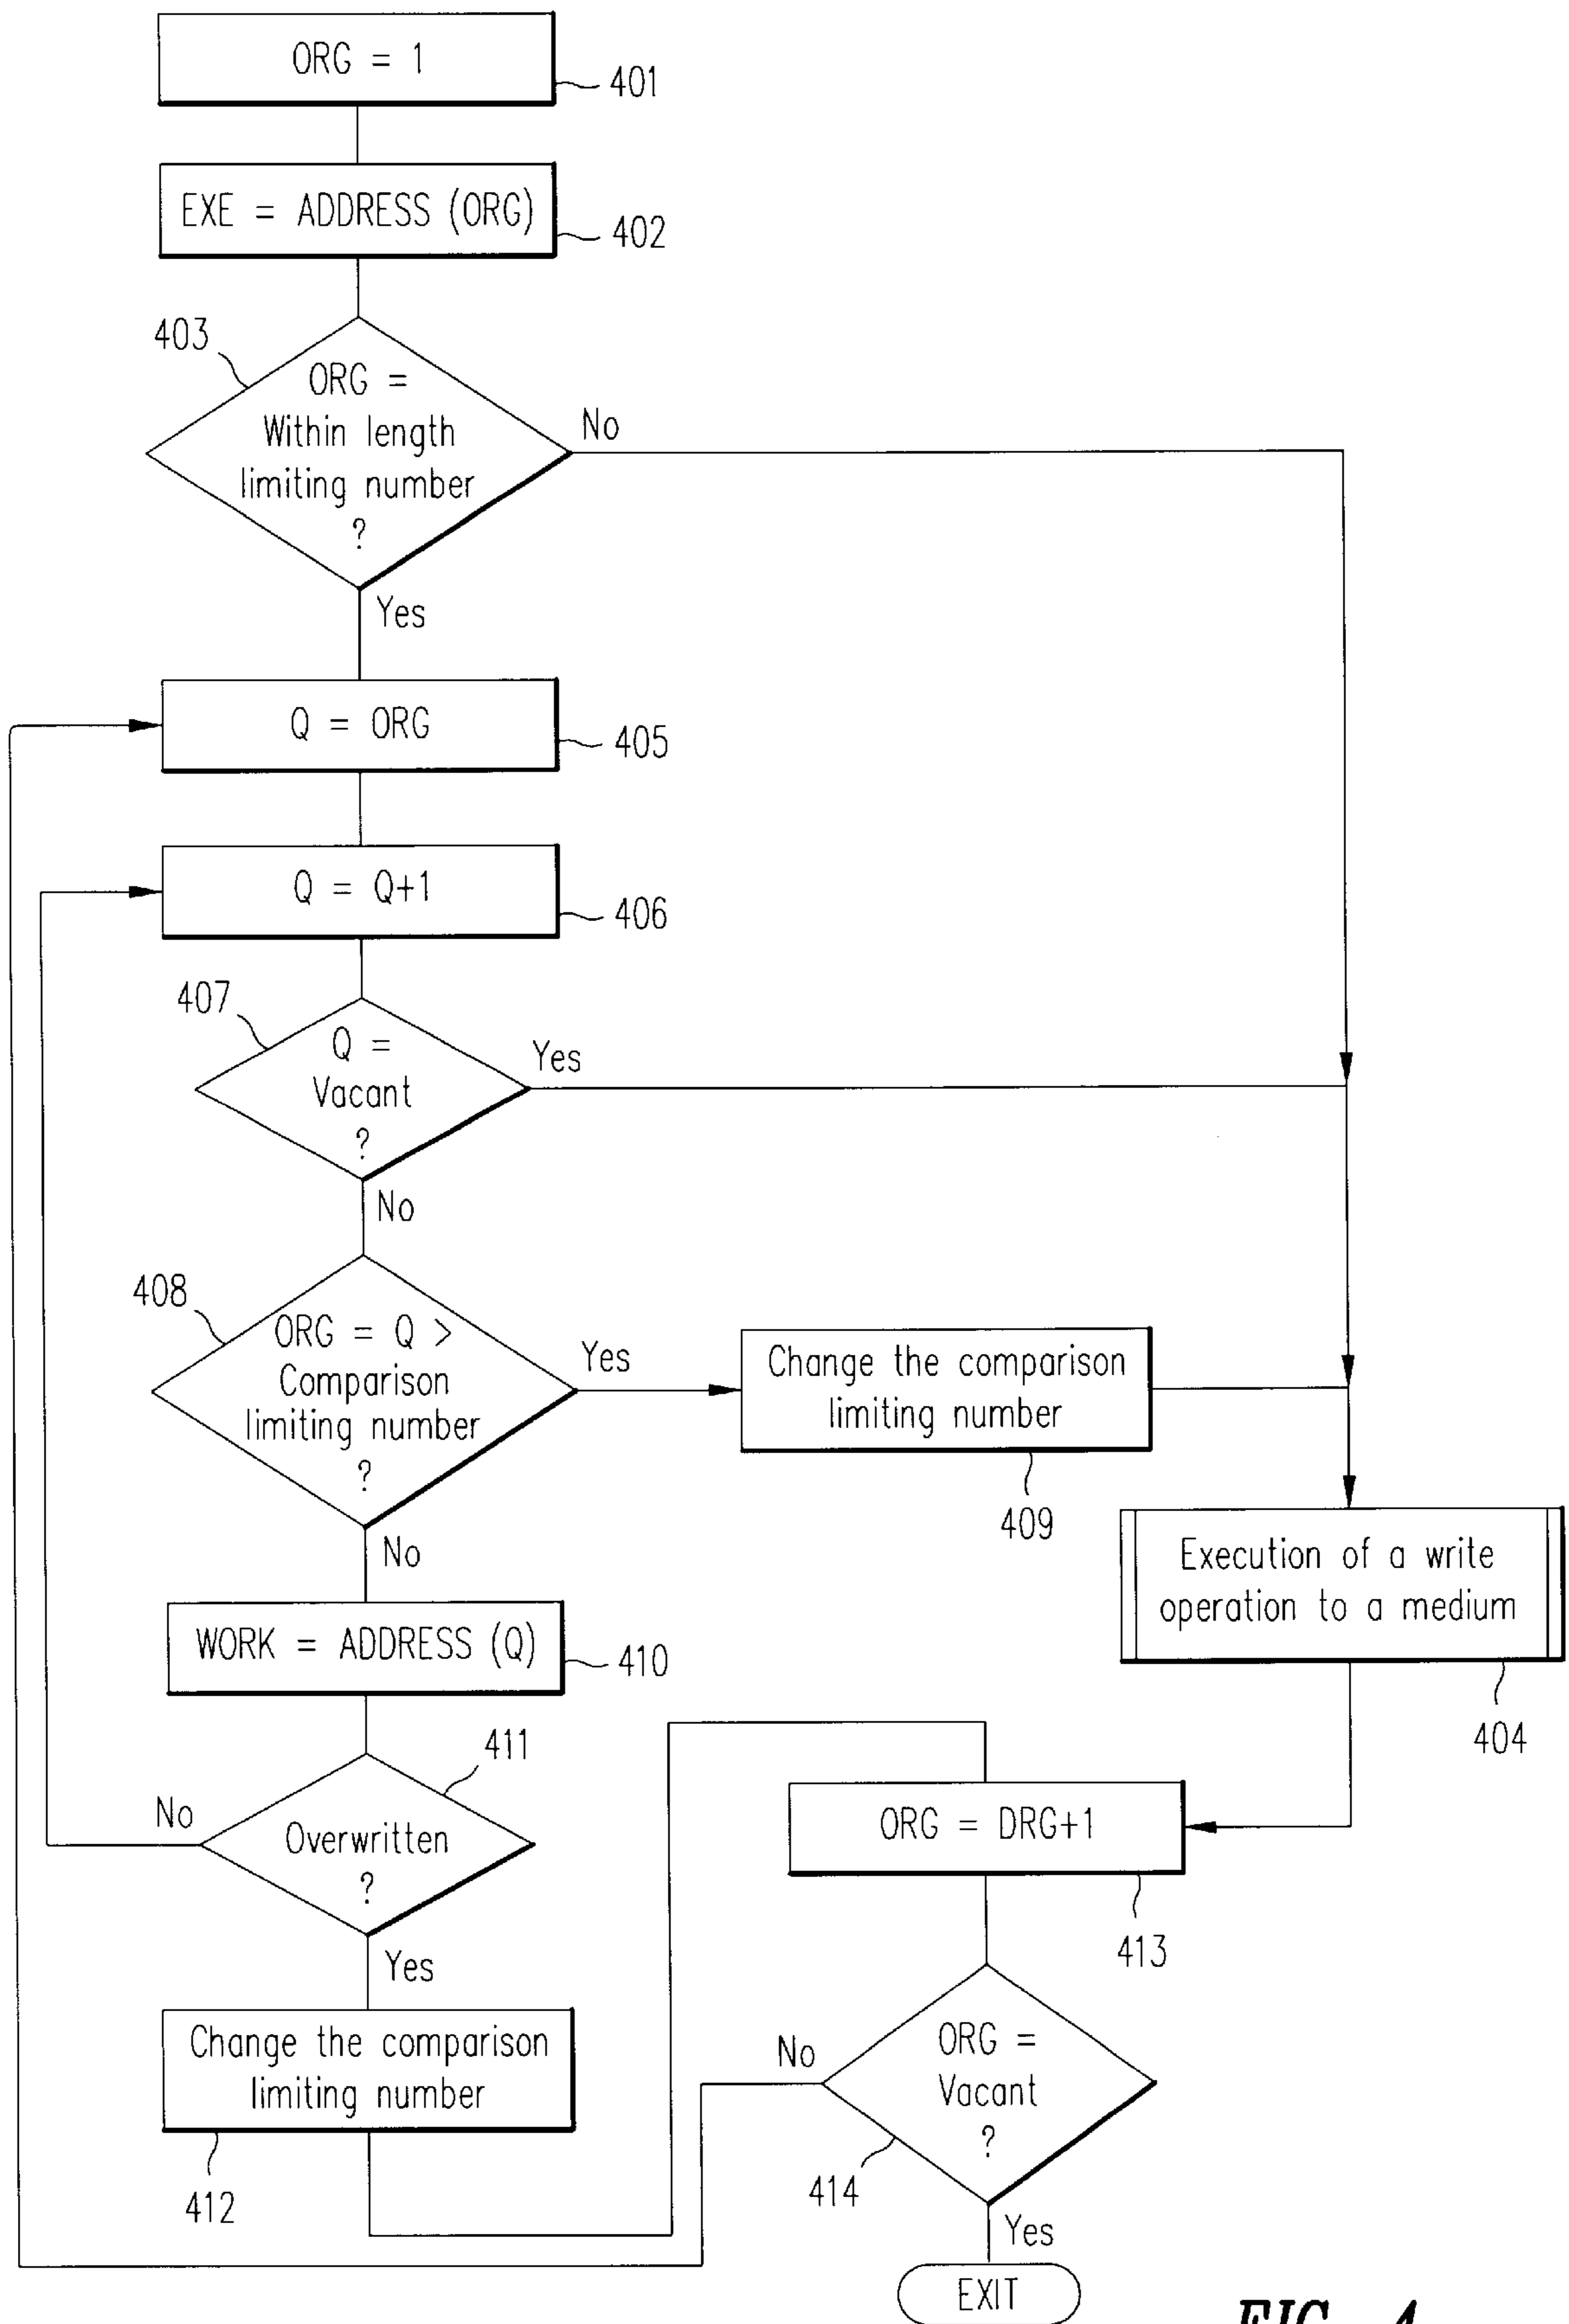 ORG = 1
401
EXE = ADDRESS (ORG)
402
403
ORG =
Within length
limiting number
?
No
Yes
Q = ORG
405
Q = Q+1
406
407
Q =
Vacant
?
Yes
No
408
ORG = Q >
Comparison
limiting number
?
Yes
No
Change the comparison
limiting number
409
Execution of a write
operation to a medium
404
WORK = ADDRESS (Q)
410
411
Overwritten
?
No
Yes
Change the comparison
limiting number
412
ORG = DRG+1
413
ORG =
Vacant
?
No
414
Yes
EXIT
FIG. 4